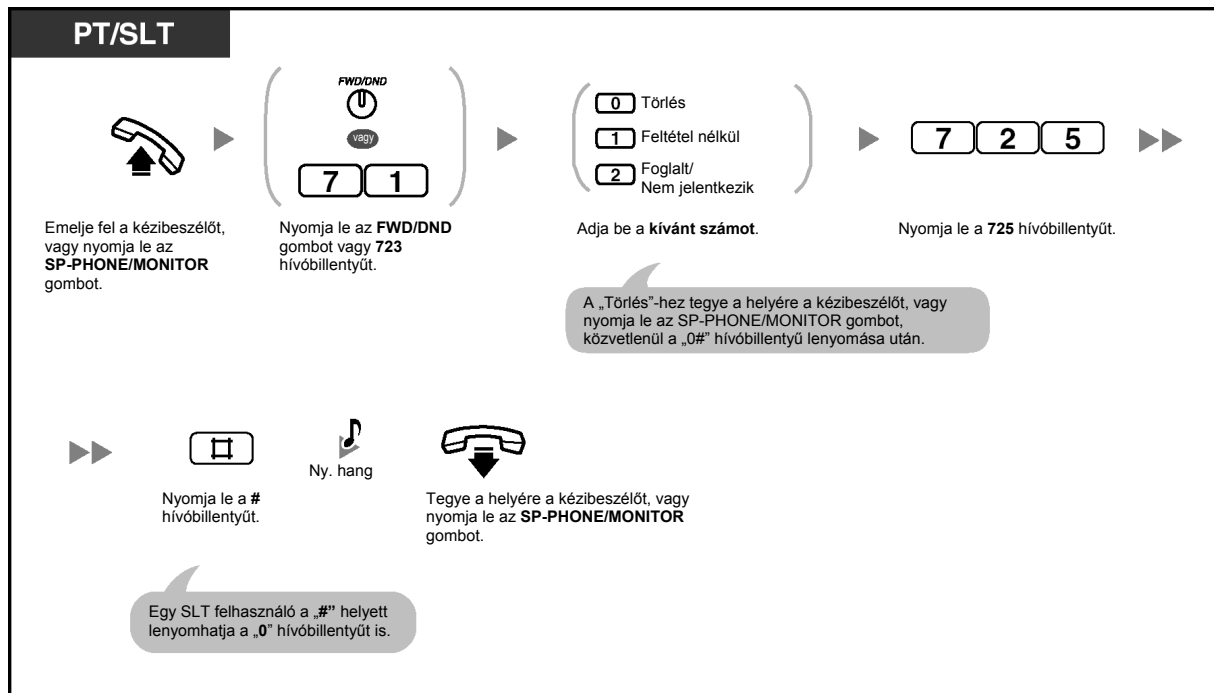 PT/SLT
FWD/DND
vagy
7 1
0 Törlés
1 Feltétel nélkül
2 Foglalt/
Nem jelentkezik
7 2 5
Emelje fel a kézibeszélőt,
vagy nyomja le az
SP-PHONE/MONITOR
gombot.
Nyomja le az FWD/DND
gombot vagy 723
hívóbillentyűt.
Adja be a kívánt számot.
Nyomja le a 725 hívóbillentyűt.
A „Törlés”-hez tegye a helyére a kézibeszélőt, vagy
nyomja le az SP-PHONE/MONITOR gombot,
közvetlenül a „0#” hívóbillentyű lenyomása után.
#
Ny. hang
Nyomja le a #
hívóbillentyűt.
Tegye a helyére a kézibeszélőt, vagy
nyomja le az SP-PHONE/MONITOR
gombot.
Egy SLT felhasználó a „#” helyett
lenyomhatja a „0” hívóbillentyűt is.